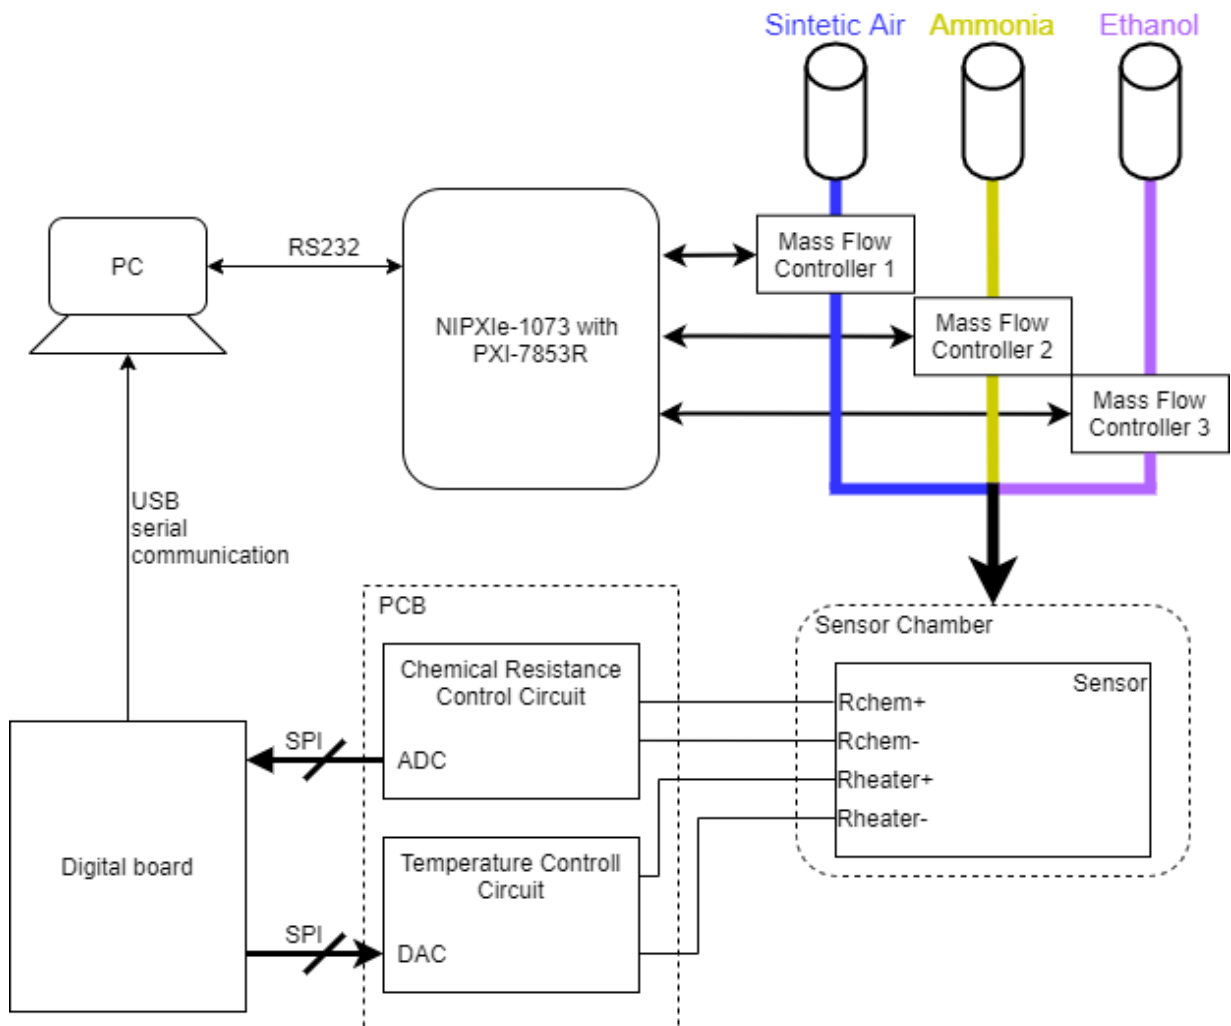 Sintetic Air
Ammonia
Ethanol
PC
RS232
NIPXIe-1073 with
PXI-7853R
Mass Flow
Controller 1
Mass Flow
Controller 2
Mass Flow
Controller 3
USB
serial
communication
PCB
Chemical Resistance
Control Circuit
ADC
SPI
Sensor Chamber
Sensor
Rchem+
Rchem-
Rheater+
Rheater-
Digital board
Temperature Controll
Circuit
SPI
DAC